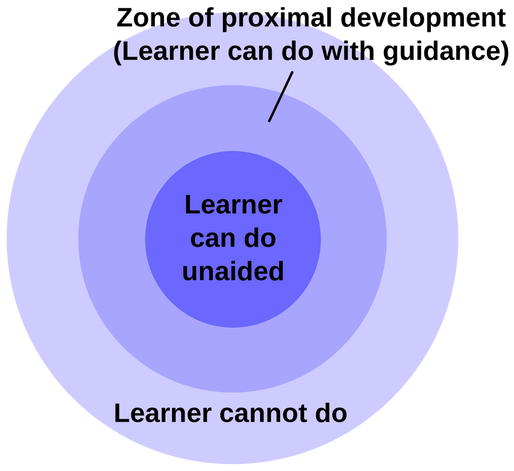 Zone of proximal development
(Learner can do with guidance)
Learner
can do
unaided
Learner cannot do